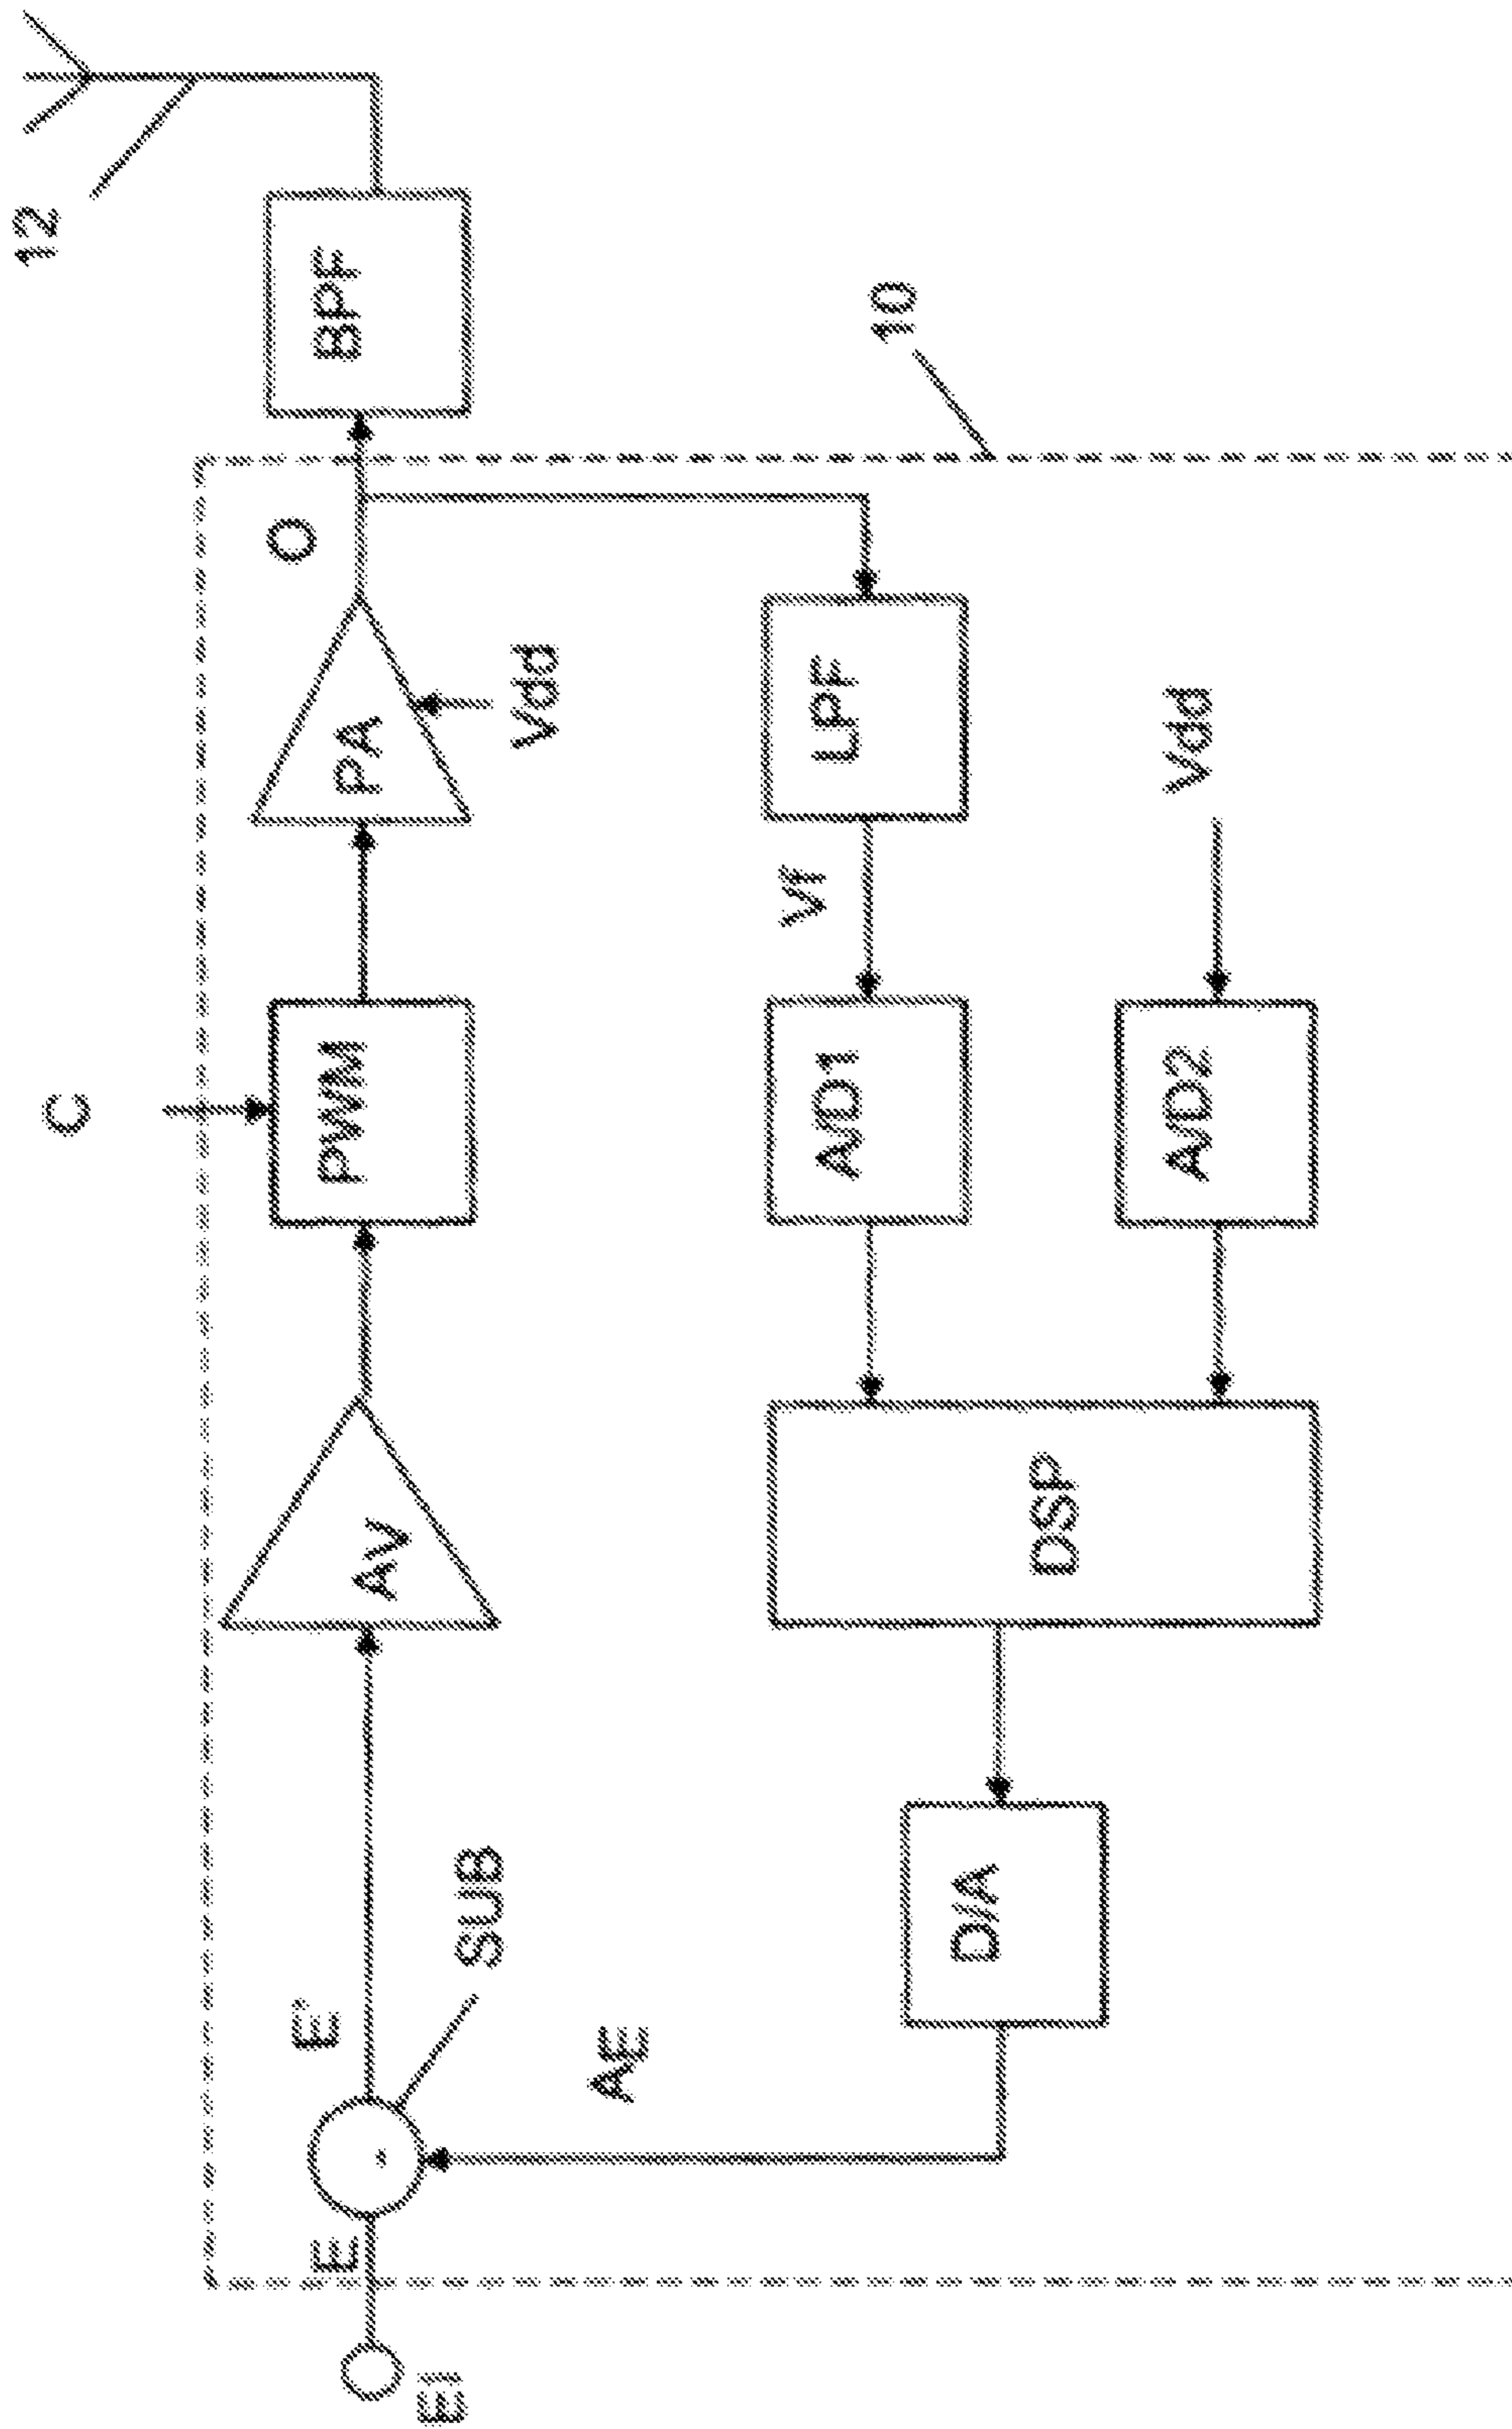 12
BPF
10
O
PA
Vdd
LPF
Vf
Vdd
C
PWM
A/D1
A/D2
AV
DSP
SUB
E'
D/A
AE
E
EI